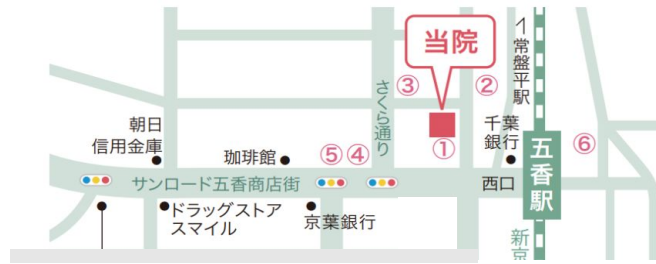 当院
↑常盤平駅
さくら通り
③
②
①
千葉
銀行
五香駅
⑥
朝日
信用金庫
珈琲館
⑤④
サンロード五香商店街
西口
ドラッグストア
スマイル
京葉銀行
新京